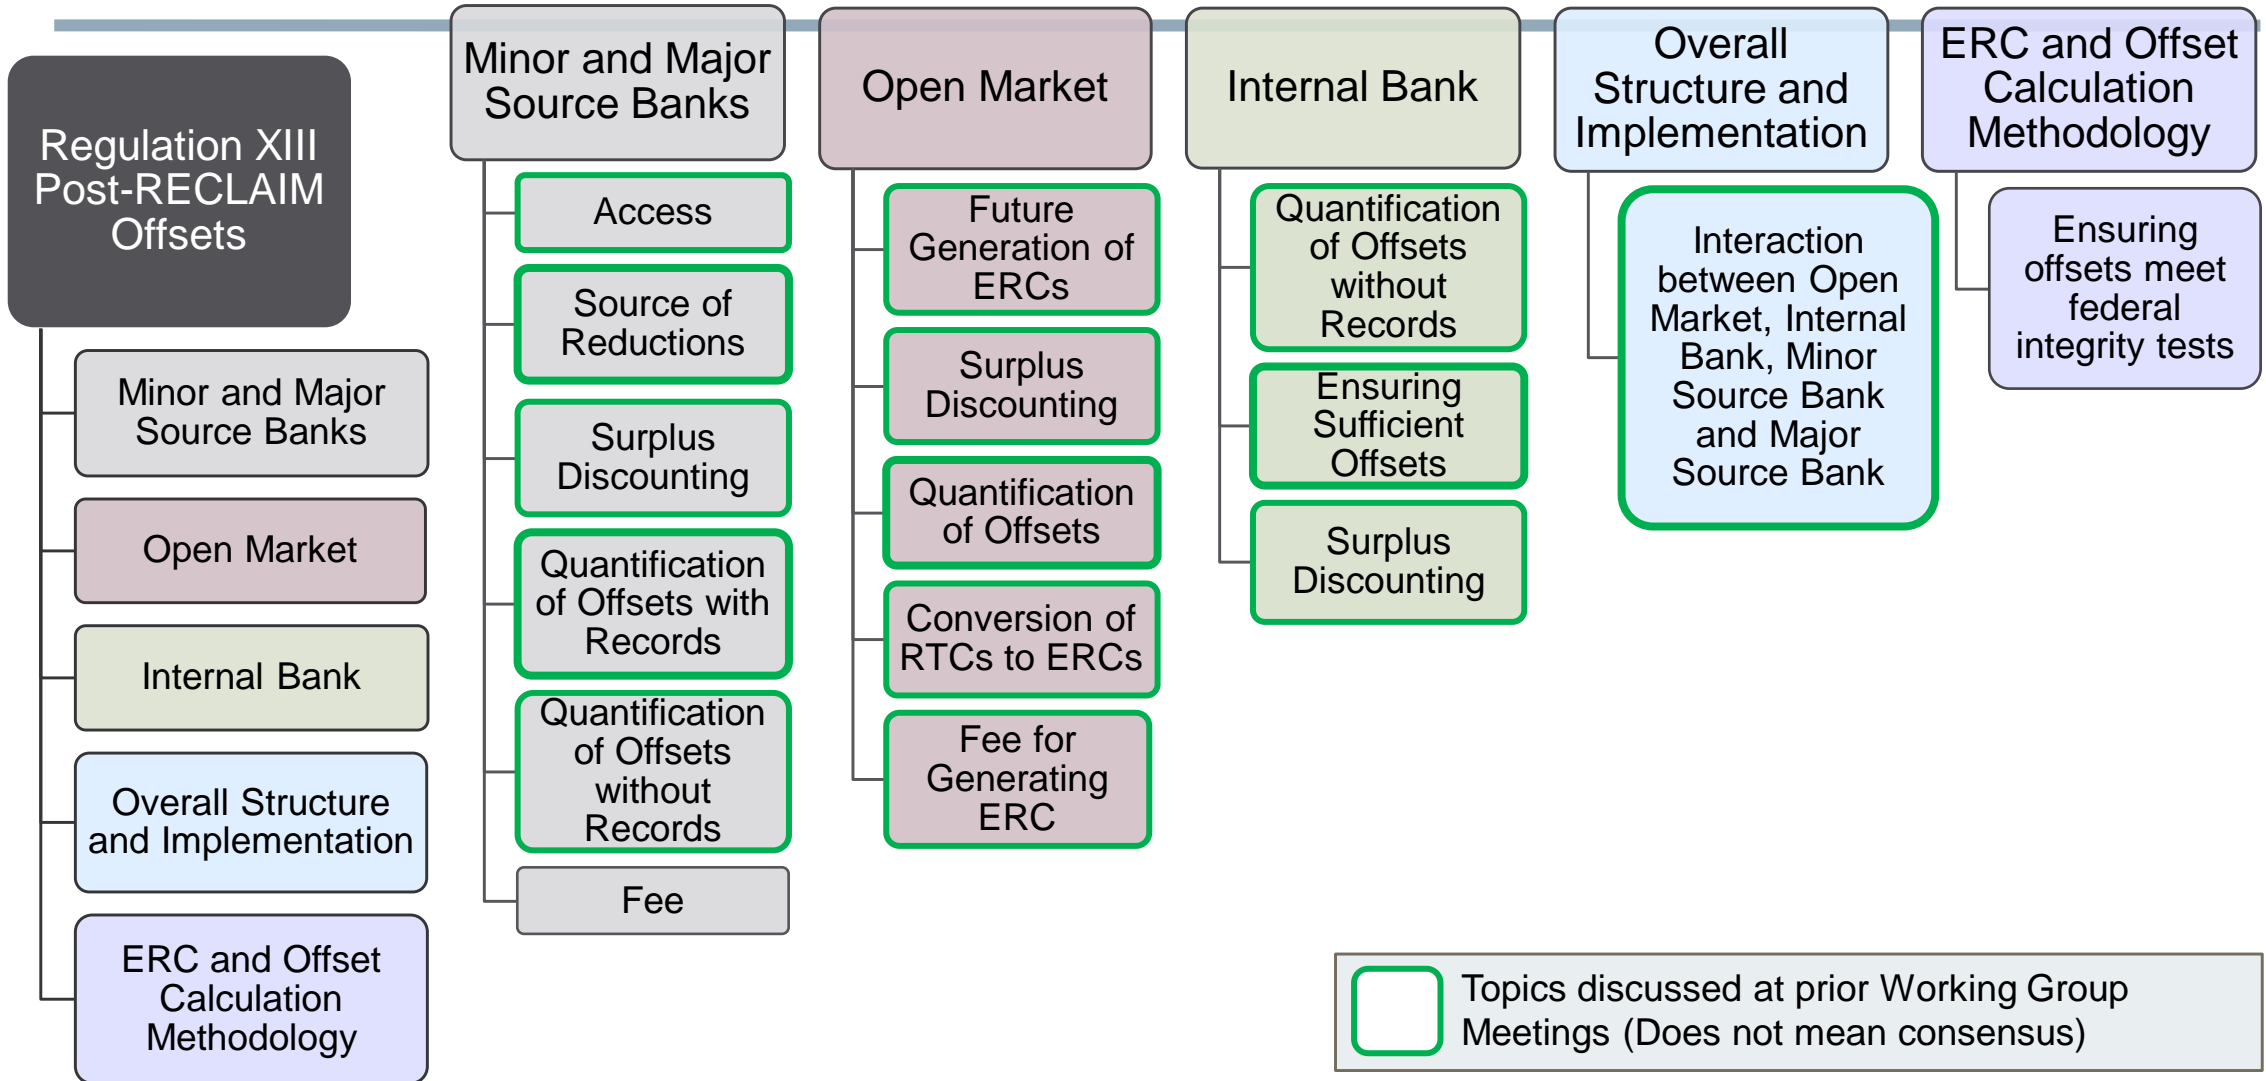 Regulation XIII
Post-RECLAIM
Offsets
Minor and Major
Source Banks
Open Market
Internal Bank
Overall Structure
and Implementation
ERC and Offset
Calculation
Methodology
Minor and Major
Source Banks
Access
Source of
Reductions
Surplus
Discounting
Quantification
of Offsets with
Records
Quantification
of Offsets
without
Records
Fee
Open Market
Future
Generation of
ERCs
Surplus
Discounting
Quantification
of Offsets
Conversion of
RTCs to ERCs
Fee for
Generating
ERC
Internal Bank
Quantification
of Offsets
without
Records
Ensuring
Sufficient
Offsets
Surplus
Discounting
Overall
Structure and
Implementation
Interaction
between Open
Market, Internal
Bank, Minor
Source Bank
and Major
Source Bank
ERC and Offset
Calculation
Methodology
Ensuring
offsets meet
federal
integrity tests
Topics discussed at prior Working Group
Meetings (Does not mean consensus)